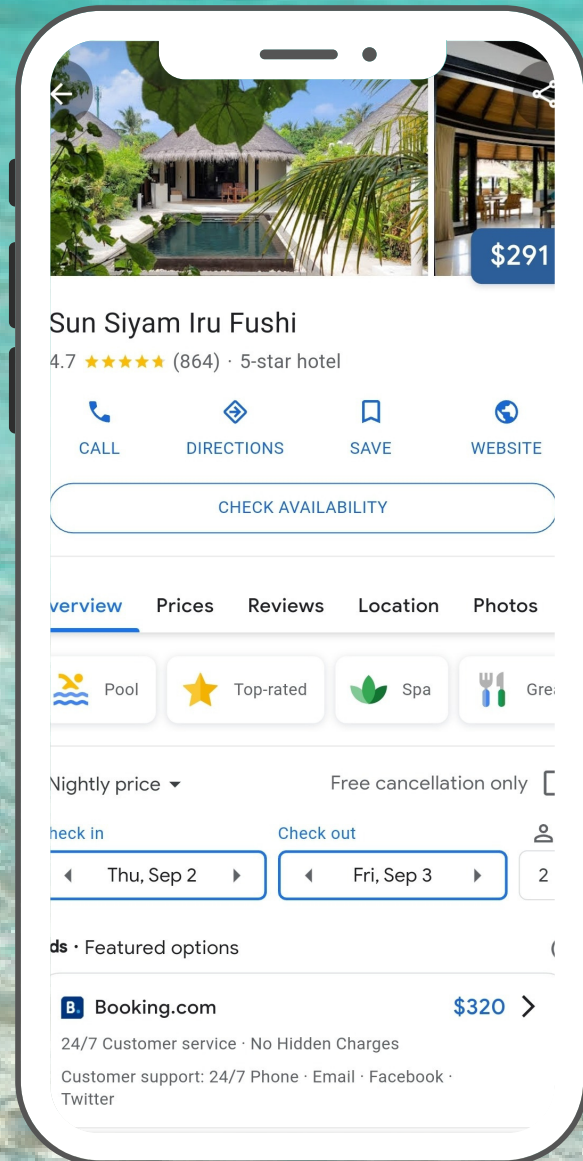 $291
Sun Siyam Iru Fushi
4.7 (864) · 5-star hotel
CALL DIRECTIONS SAVE WEBSITE
CHECK AVAILABILITY
verview Prices Reviews Location Photos
Pool Top-rated Spa Grea
Nightly price Free cancellation only
heck in Check out
Thu, Sep 2 Fri, Sep 3 2
ds · Featured options
B. Booking.com $320
24/7 Customer service · No Hidden Charges
Customer support: 24/7 Phone · Email · Facebook ·
Twitter